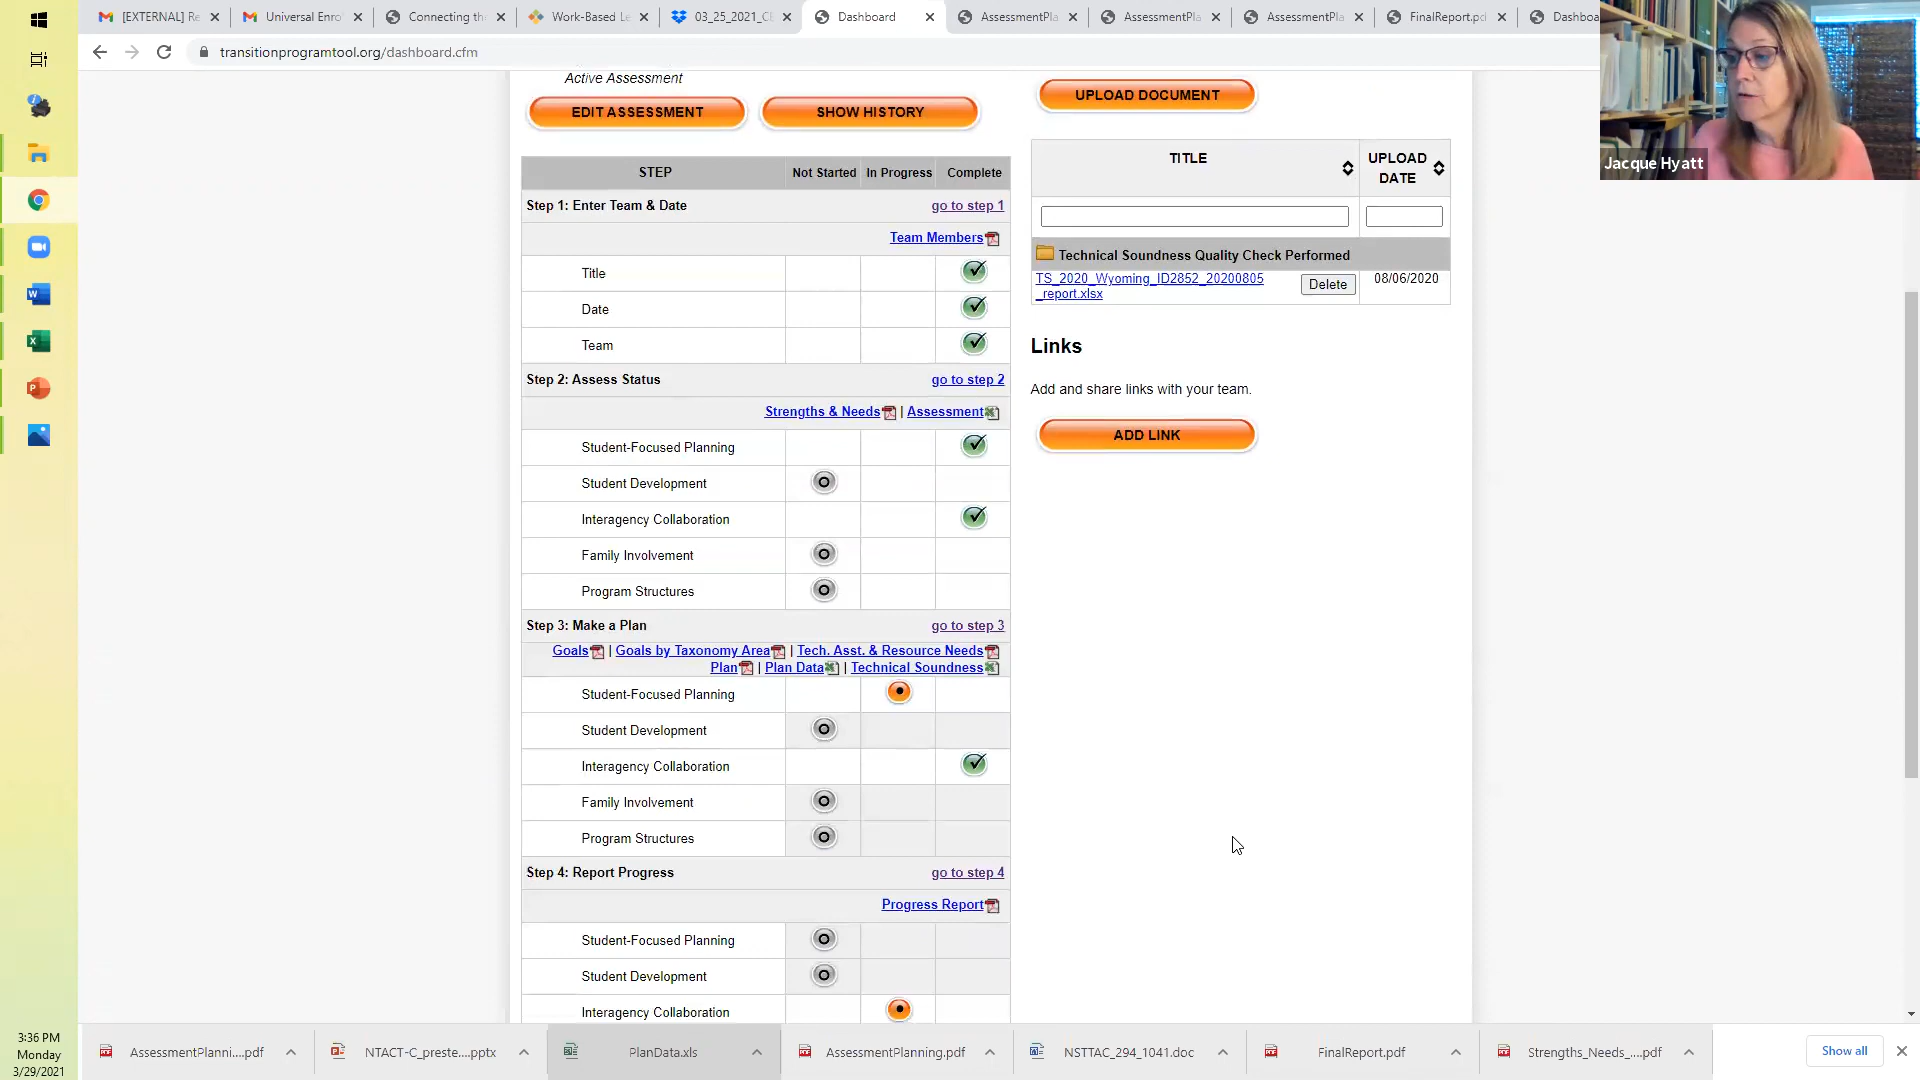 [EXTERNAL] Re
Universal Enro
Connecting th
Work-Based Le
03_25_2021_CE
Dashboard
AssessmentPla
AssessmentPla
AssessmentPla
FinalReport.pd
Dashboa
transitionprogramtool.org/dashboard.cfm
Jacque Hyatt
Active Assessment
EDIT ASSESSMENT
SHOW HISTORY
STEP Not Started In Progress Complete
Step 1: Enter Team & Date go to step 1
Team Members
Title
Date
Team
Step 2: Assess Status go to step 2
Strengths & Needs | Assessment
Student-Focused Planning
Student Development
Interagency Collaboration
Family Involvement
Program Structures
Step 3: Make a Plan go to step 3
Goals | Goals by Taxonomy Area | Tech. Asst. & Resource Needs
Plan | Plan Data | Technical Soundness
Student-Focused Planning
Student Development
Interagency Collaboration
Family Involvement
Program Structures
Step 4: Report Progress go to step 4
Progress Report
Student-Focused Planning
Student Development
Interagency Collaboration
UPLOAD DOCUMENT
TITLE
UPLOAD
DATE
Technical Soundness Quality Check Performed
TS_2020_Wyoming_ID2852_20200805
_report.xlsx
Delete
08/06/2020
Links
Add and share links with your team.
ADD LINK
3:36 PM
Monday
3/29/2021
AssessmentPlanni....pdf
NTACT-C_preste....pptx
PlanData.xls
AssessmentPlanning.pdf
NSTTAC_294_1041.doc
FinalReport.pdf
Strengths_Needs_....pdf
Show all